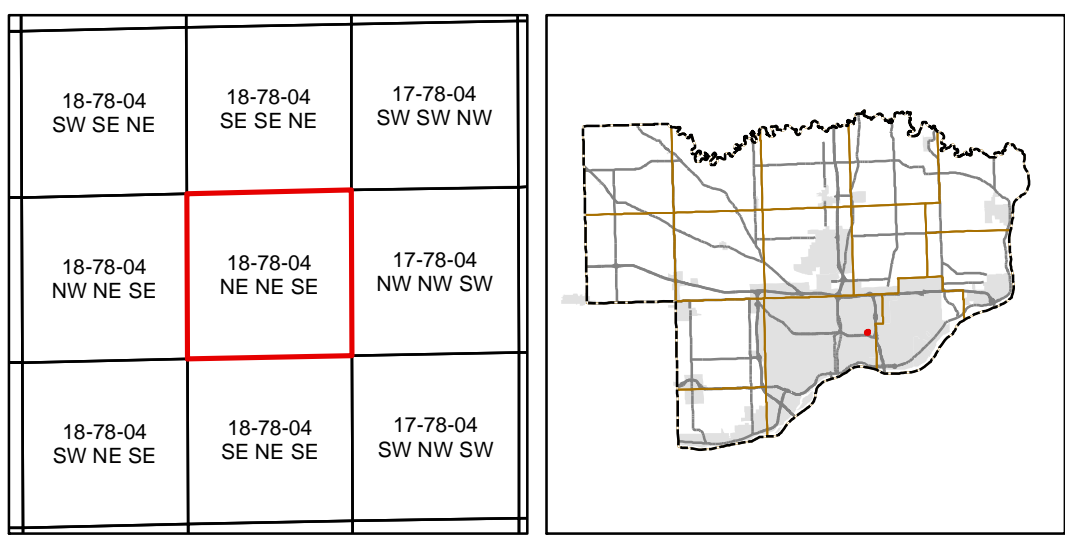 18-78-04
SW SE NE
18-78-04
SE SE NE
17-78-04
SW SW NW
18-78-04
NW NE SE
18-78-04
NE NE SE
17-78-04
NW NW SW
18-78-04
SW NE SE
18-78-04
SE NE SE
17-78-04
SW NW SW